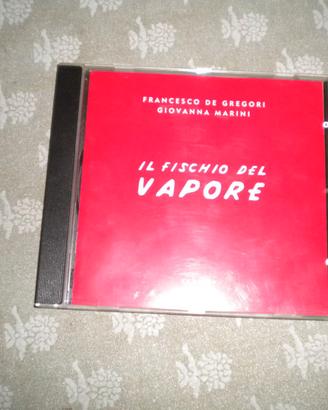 FRANCESCO DE GREGORI
GIOVANNA MARINI
IL FISCHIO DEL
VAPORE